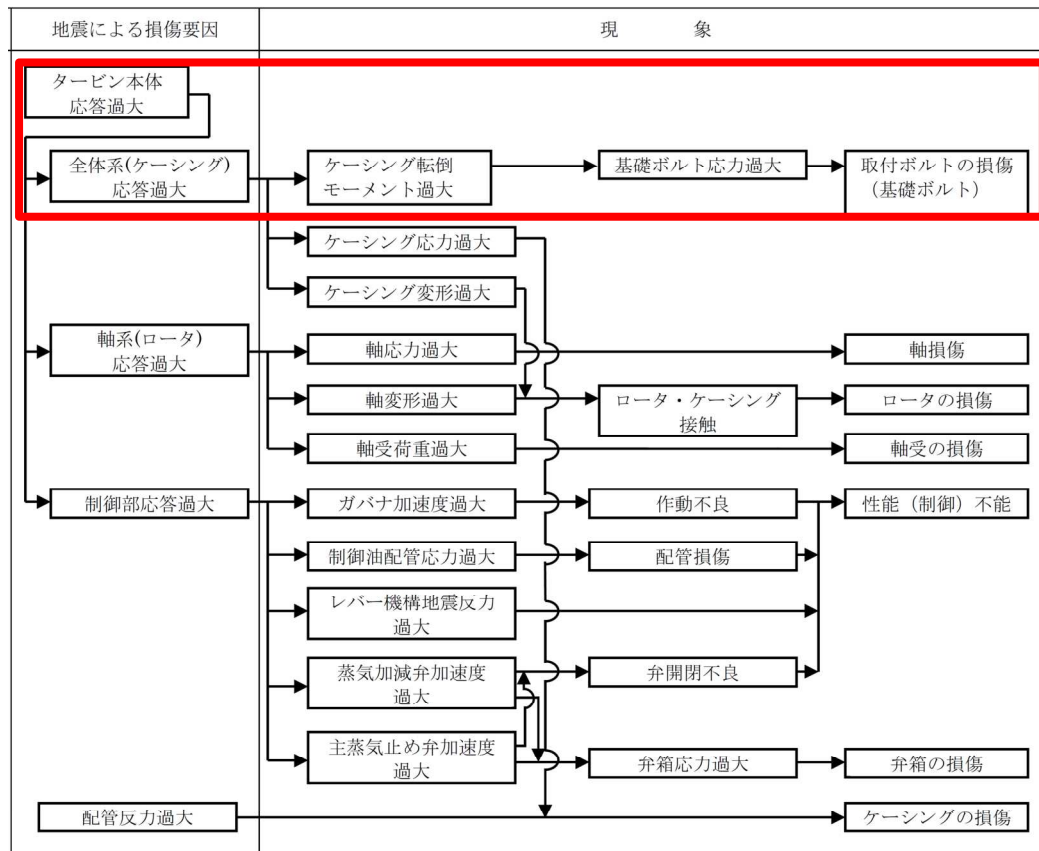 地震による損傷要因
現 象
タービン本体
応答過大
全体系(ケーシング)
応答過大
ケーシング転倒
モーメント過大
基礎ボルト応力過大
取付ボルトの損傷
(基礎ボルト)
ケーシング応力過大
ケーシング変形過大
軸系(ロータ)
応答過大
軸応力過大
軸損傷
軸変形過大
ロータ・ケーシング
接触
ロータの損傷
軸受荷重過大
軸受の損傷
制御部応答過大
ガバナ加速度過大
作動不良
性能(制御)不能
制御油配管応力過大
配管損傷
レバー機構地震反力
過大
蒸気加減弁加速度
過大
弁開閉不良
主蒸気止め弁加速度
過大
弁箱応力過大
弁箱の損傷
配管反力過大
ケーシングの損傷